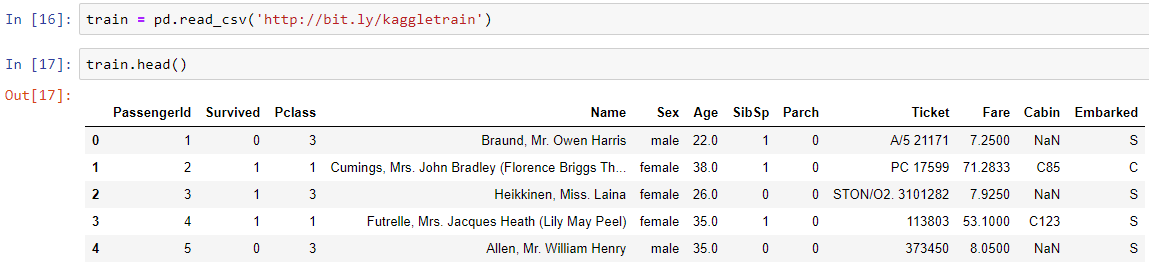 In [16]: train = pd.read_csv('http://bit.ly/kaggletrain')
In [17]: train.head()
Out[17]:
PassengerId Survived Pclass Name Sex Age SibSp Parch Ticket Fare Cabin Embarked
0 1 0 3 Braund, Mr. Owen Harris male 22.0 1 0 A/5 21171 7.2500 NaN S
1 2 1 1 Cumings, Mrs. John Bradley (Florence Briggs Th... female 38.0 1 0 PC 17599 71.2833 C85 C
2 3 1 3 Heikkinen, Miss. Laina female 26.0 0 0 STON/O2. 3101282 7.9250 NaN S
3 4 1 1 Futrelle, Mrs. Jacques Heath (Lily May Peel) female 35.0 1 0 113803 53.1000 C123 S
4 5 0 3 Allen, Mr. William Henry male 35.0 0 0 373450 8.0500 NaN S